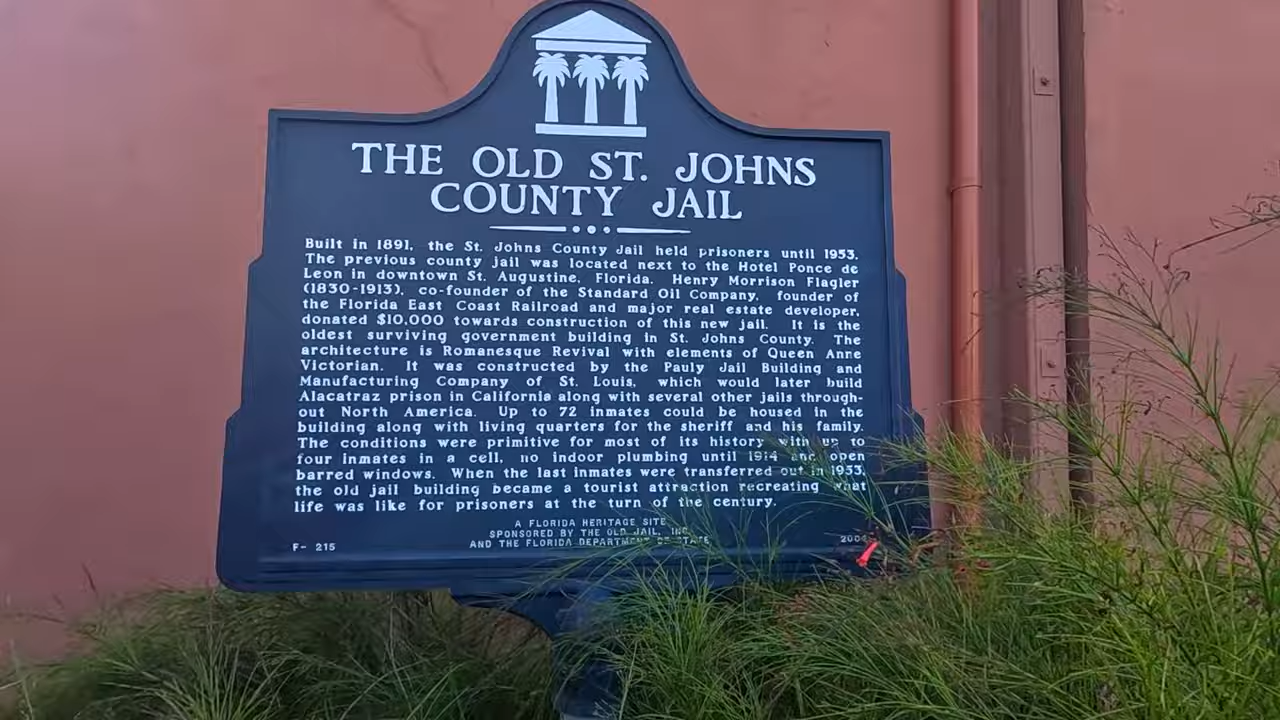 THE OLD ST. JOHNS
COUNTY JAIL
Built in 1891, the St. Johns County Jail held prisoners until 1953.
The previous county jail was located next to the Hotel Ponce de
Leon in downtown St. Augustine, Florida. Henry Morrison Flagler
(1830-1913), co-founder of the Standard Oil Company, founder of
the Florida East Coast Railroad and major real estate developer,
donated $10,000 towards construction of this new jail. It is the
oldest surviving government building in St. Johns County. The
architecture is Romanesque Revival with elements of Queen Anne
Victorian. It was constructed by the Pauly Jail Building and
Manufacturing Company of St. Louis, which would later build
Alcatraz prison in California along with several other jails through-
out North America. Up to 72 inmates could be housed in the
building along with living quarters for the sheriff and his family.
The conditions were primitive for most of its history with up to
four inmates in a cell, no indoor plumbing until 1914 and open
barred windows. When the last inmates were transferred out in 1953,
the old jail building became a tourist attraction recreating what
life was like for prisoners at the turn of the century.
A FLORIDA HERITAGE SITE
SPONSORED BY THE OLD JAIL, INC.
AND THE FLORIDA DEPARTMENT OF STATE
F- 215